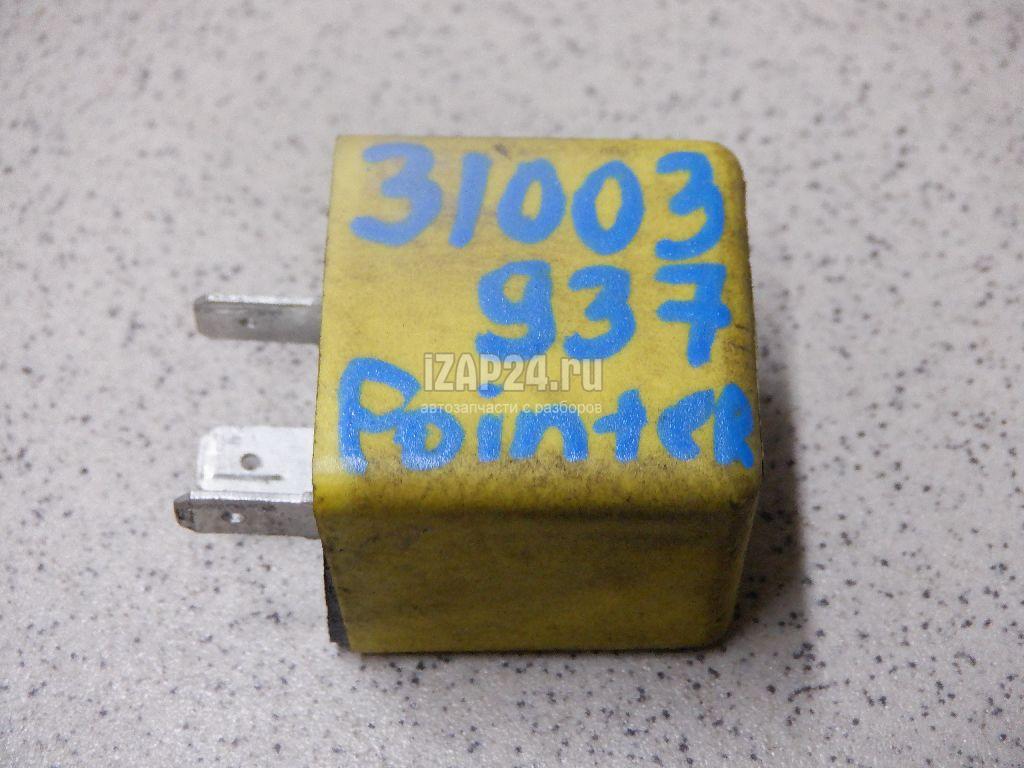 31003
937
iZAP24.ru
автозапчасти с разборов
Pointer